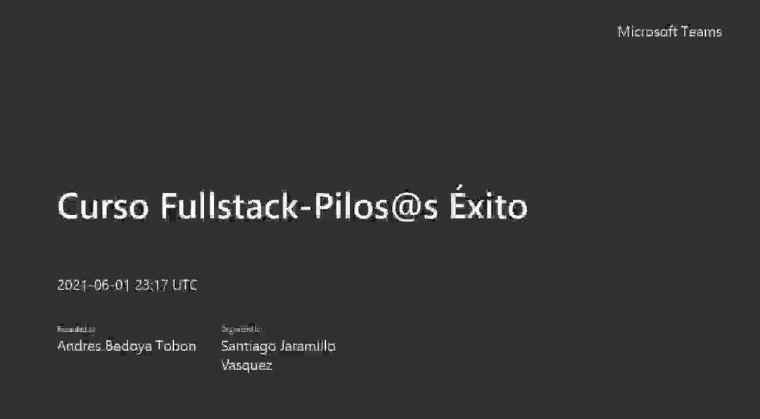 Microsoft Teams
Curso Fullstack-Pilos@s Éxito
2021-06-01 23:17 UTC
Recorded by
Organized by
Andres Bedoya Tobon
Santiago Jaramillo
Vasquez